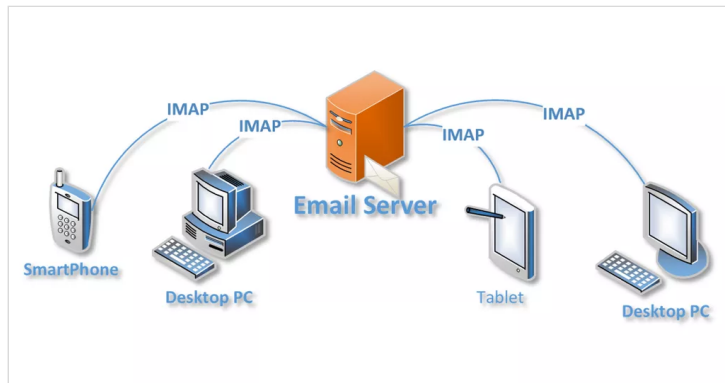 IMAP
IMAP
IMAP
IMAP
Email Server
SmartPhone
Desktop PC
Tablet
Desktop PC